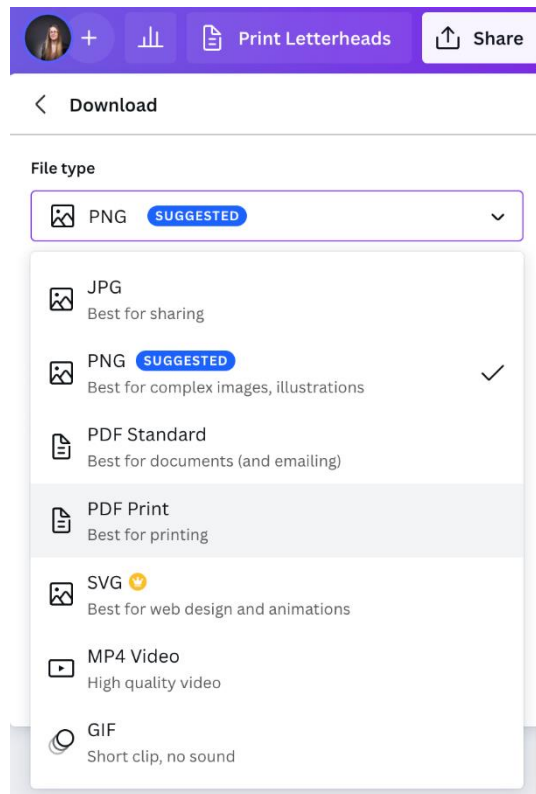 Print Letterheads
Share
Download
File type
PNG SUGGESTED
JPG
Best for sharing
PNG SUGGESTED
Best for complex images, illustrations
PDF Standard
Best for documents (and emailing)
PDF Print
Best for printing
SVG
Best for web design and animations
MP4 Video
High quality video
GIF
Short clip, no sound